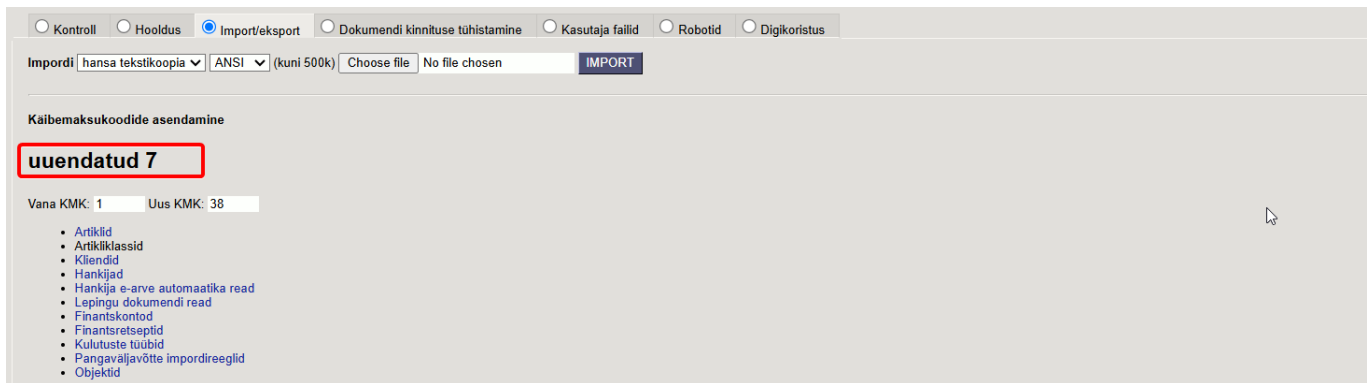 Kontroll Hooldus Import/eksport Dokumendi kinnituse tühistamine Kasutaja failid Robotid Digikoristus
Impordi hansa tekstikoopia ANSI (kuni 500k) Choose file No file chosen IMPORT
Käibemaksukoodide asendamine
uuendatud 7
Vana KMK: 1 Uus KMK: 38
Artiklid
Artikliklassid
Kliendid
Hankijad
Hankija e-arve automaatika read
Lepingu dokumendi read
Finantskontod
Finantsretseptid
Kulutuste tüübid
Pangaväljavõtte impordireeglid
Objektid